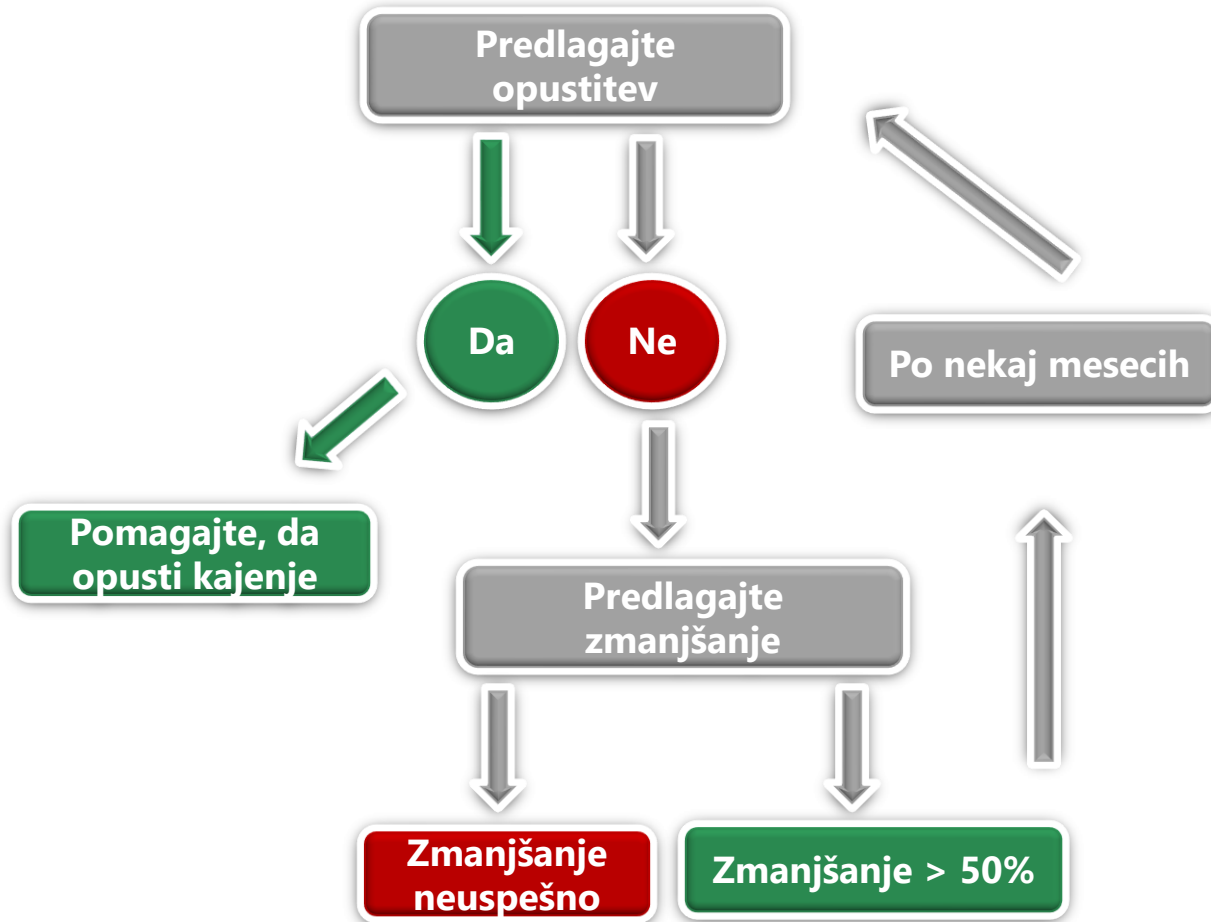 Predlagajte
opustitev
Da
Ne
Po nekaj mesecih
Pomagajte, da
opusti kajenje
Predlagajte
zmanjšanje
Zmanjšanje
neuspešno
Zmanjšanje > 50%